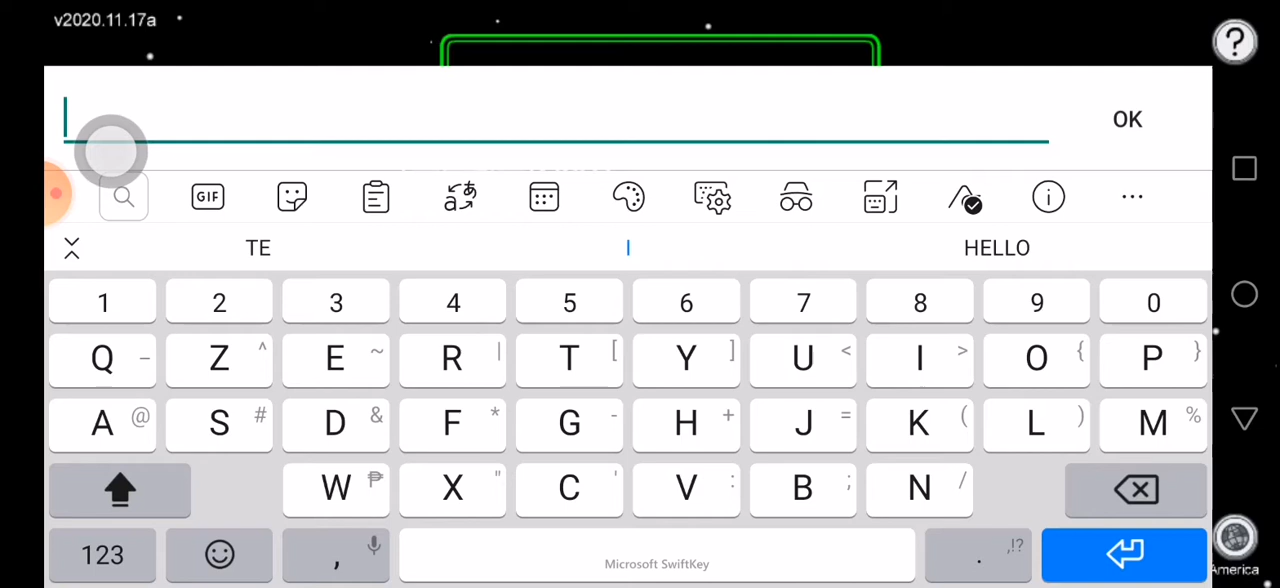 v2020.11.17a
?
OK
GIF
TE I HELLO
1 2 3 4 5 6 7 8 9 0
Q – Z ^ E ~ R | T [ Y ] U < I > O { P }
A @ S # D & F * G - H + J = K ( L ) M %
W ₱ X " C ' V : B ; N /
123 , Microsoft SwiftKey . ,!?
America